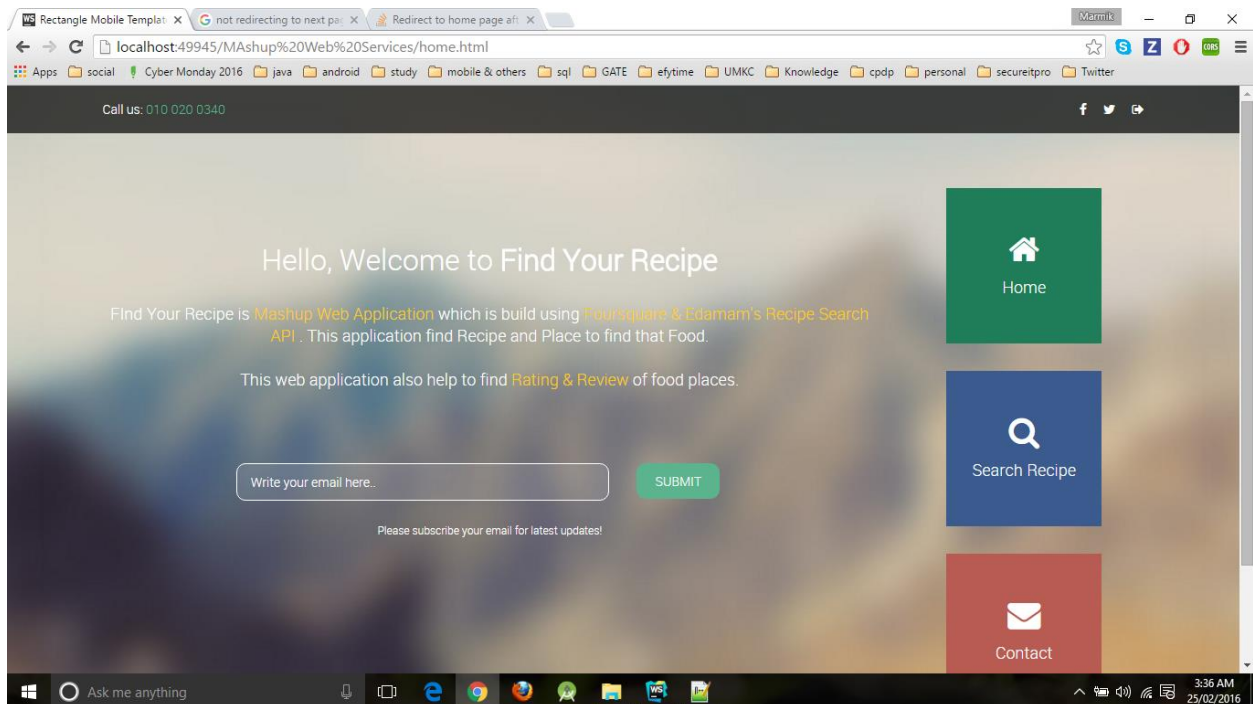 Rectangle Mobile Templat
not redirecting to next pag
Redirect to home page aft
Marmik
localhost:49945/MAshup%20Web%20Services/home.html
Apps social Cyber Monday 2016 java android study mobile & others sql GATE efytime UMKC Knowledge cpdp personal secureitpro Twitter
Call us: 010 020 0340
Hello, Welcome to Find Your Recipe
FInd Your Recipe is Mashup Web Application which is build using Foursquare & Edamam's Recipe Search
API . This application find Recipe and Place to find that Food.
This web application also help to find Rating & Review of food places.
Write your email here..
SUBMIT
Please subscribe your email for latest updates!
Home
Search Recipe
Contact
Ask me anything
3:36 AM
25/02/2016